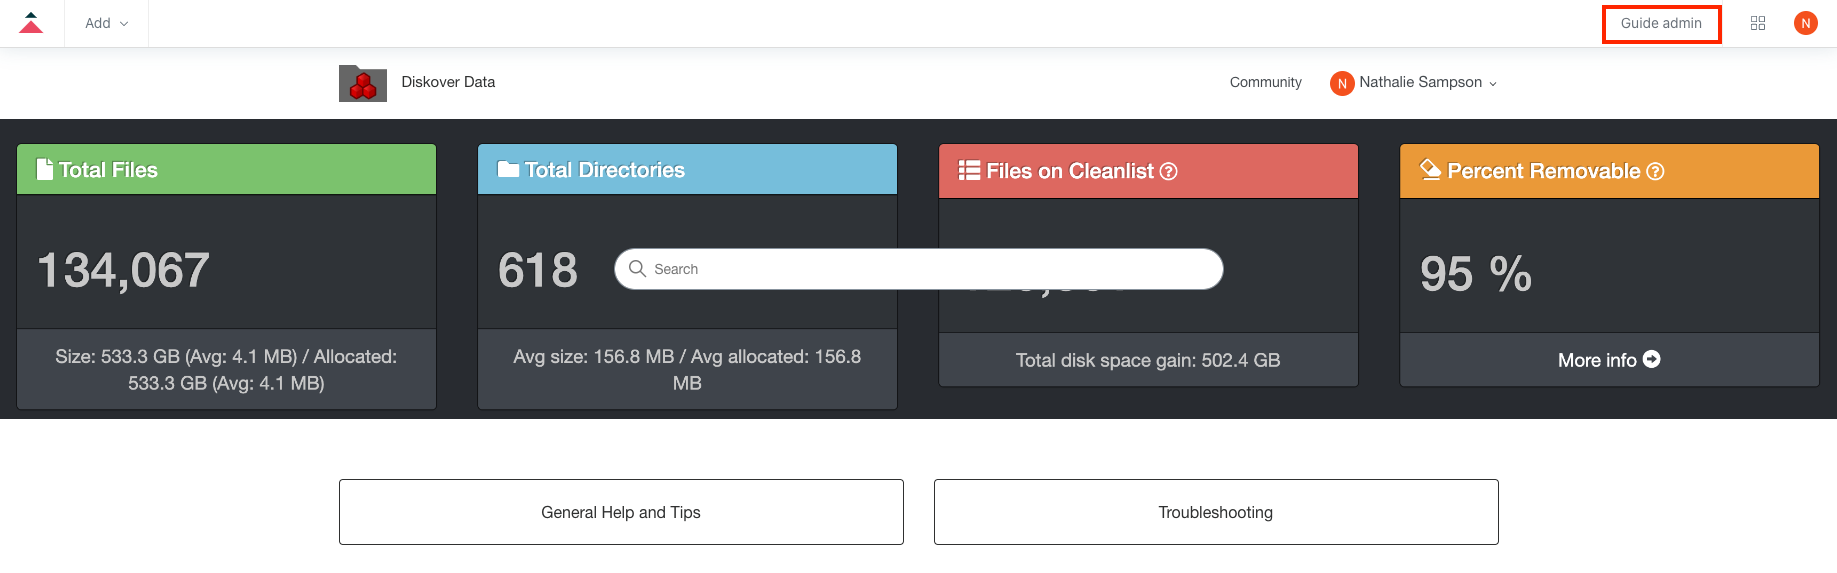 Add
Guide admin
N
Diskover Data
Community
N
Nathalie Sampson
Total Files
134,067
Size: 533.3 GB (Avg: 4.1 MB) / Allocated:
533.3 GB (Avg: 4.1 MB)
Total Directories
618
Avg size: 156.8 MB / Avg allocated: 156.8
MB
Search
Files on Cleanlist ?
Total disk space gain: 502.4 GB
Percent Removable ?
95 %
More info
General Help and Tips
Troubleshooting